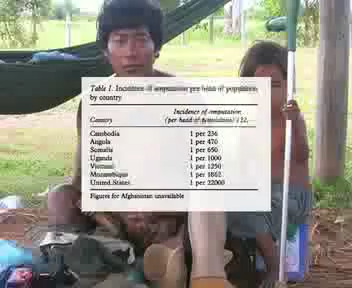 Table 1. Incidence of amputation per head of population
by country
Incidence of amputation
Country (per head of population)
Cambodia 1 per 236
Angola 1 per 470
Somalia 1 per 650
Uganda 1 per 1000
Vietnam 1 per 1250
Mozambique 1 per 1862
United States 1 per 22000
Figures for Afghanistan unavailable